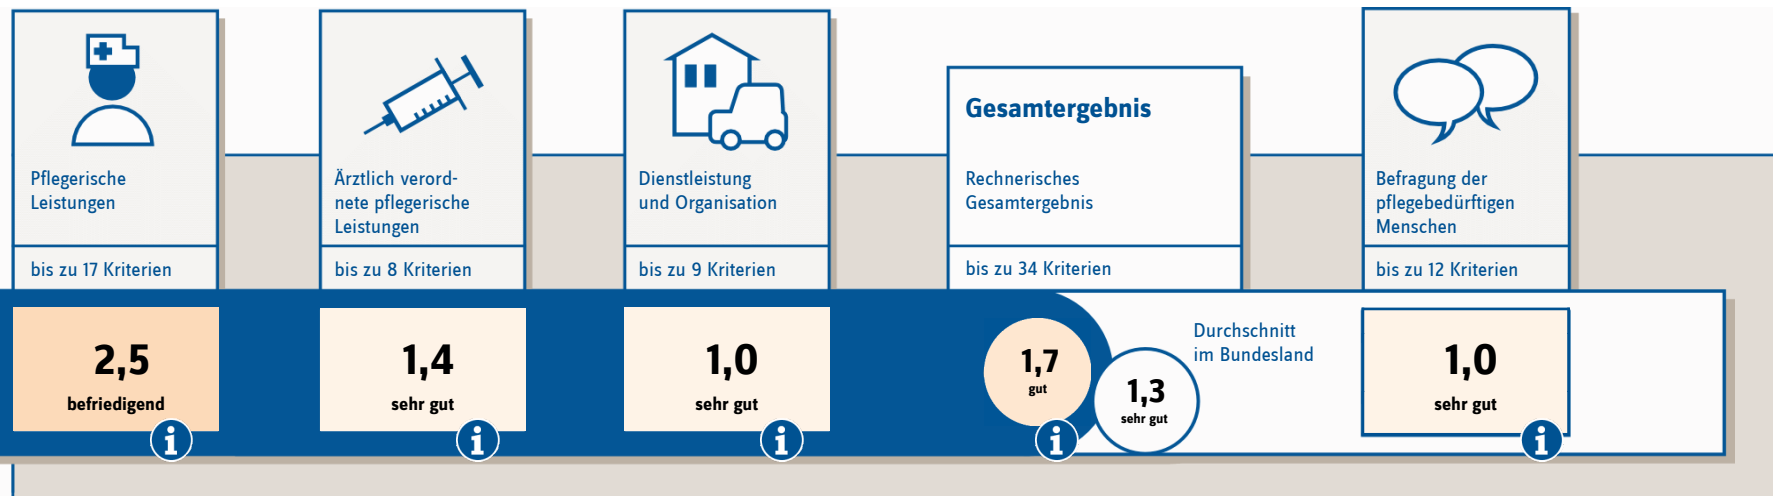 Pflegerische
Leistungen
bis zu 17 Kriterien
2,5
befriedigend
Ärztlich verord-
nete pflegerische
Leistungen
bis zu 8 Kriterien
1,4
sehr gut
Dienstleistung
und Organisation
bis zu 9 Kriterien
1,0
sehr gut
Gesamtergebnis
Rechnerisches
Gesamtergebnis
bis zu 34 Kriterien
1,7
gut
1,3
sehr gut
Durchschnitt
im Bundesland
Befragung der
pflegebedürftigen
Menschen
bis zu 12 Kriterien
1,0
sehr gut